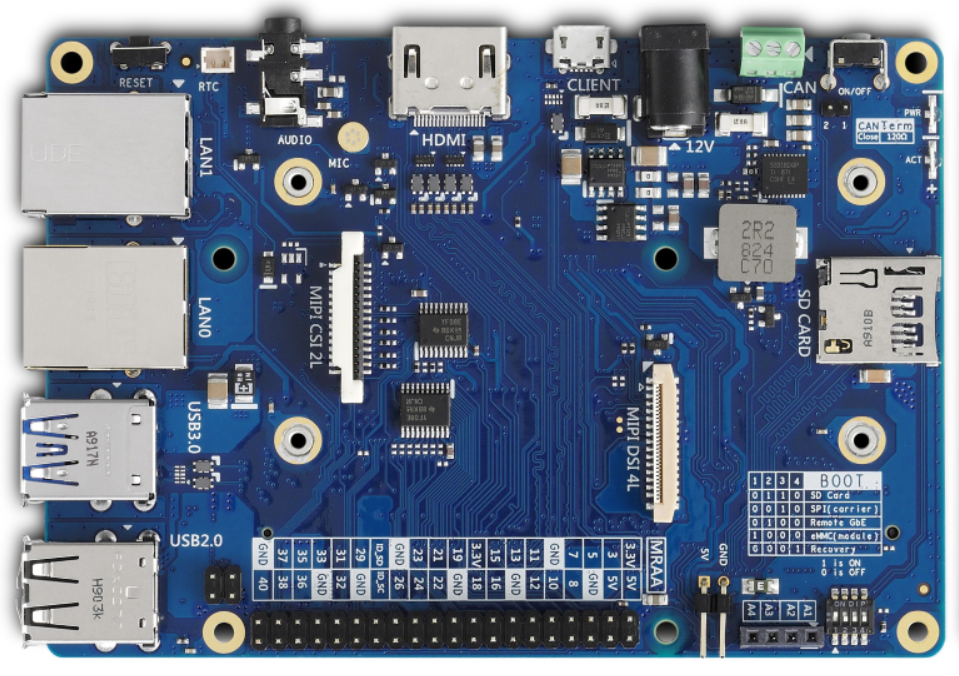 RESET
RTC
AUDIO
MIC
HDMI
CLIENT
12V
CAN
ON/OFF
2 1
PWR
CAN Term
Close 120Ω
ACT
LAN1
LAN0
MIPI CSI 2L
2R2
824
C70
SD CARD
A910B
USB3.0
A917N
MIPI DSI 4L
1 2 3 4 BOOT
0 1 1 0 SD Card
0 0 1 0 SPI(carrier)
0 1 0 0 Remote GbE
1 0 0 0 eMMC(module)
0 0 1 Recovery
1 is ON
0 is OFF
USB2.0
H903k
GND 37 35 33 31 29 ID_SD GND 23 21 19 3.3V 15 13 11 GND 7 5 3 3.3V
40 38 36 GND 32 GND ID_SC 26 24 22 GND 18 16 GND 12 10 8 GND 5V 5V
MRAA
5V GND
A4 A3 A2 A1
ON DIP